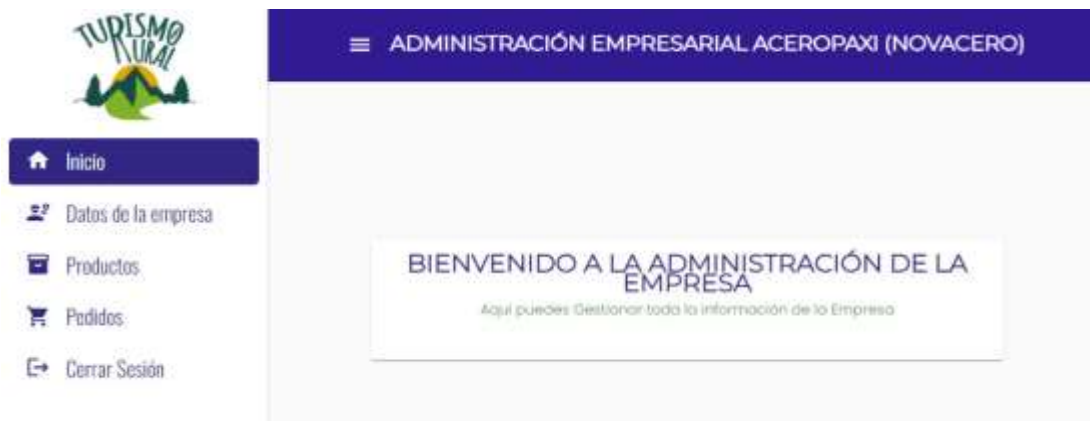 TURISMO
RURAL
Inicio
Datos de la empresa
Productos
Pedidos
Cerrar Sesión
ADMINISTRACIÓN EMPRESARIAL ACEROPAXI (NOVACERO)
BIENVENIDO A LA ADMINISTRACIÓN DE LA
EMPRESA
Aquí puedes Gestionar toda la información de la Empresa